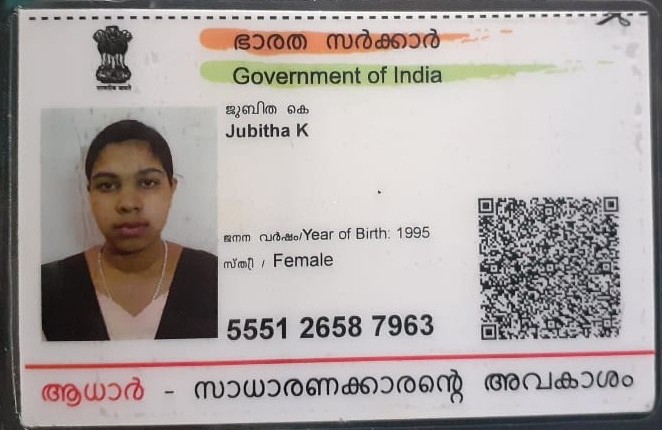 ഭാരത സർക്കാർ
Government of India
ജുബിത കെ
Jubitha K
ജനന വർഷം/Year of Birth: 1995
സ്ത്രീ / Female
5551 2658 7963
ആധാർ - സാധാരണക്കാരന്റെ അവകാശം